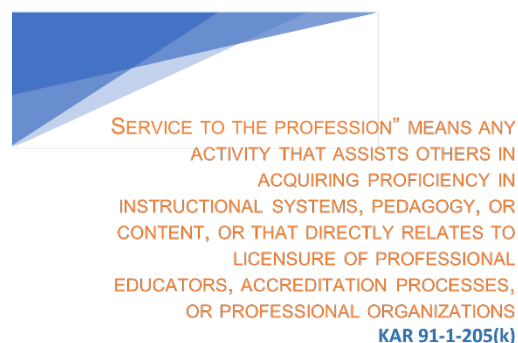 SERVICE TO THE PROFESSION” MEANS ANY
ACTIVITY THAT ASSISTS OTHERS IN
ACQUIRING PROFICIENCY IN
INSTRUCTIONAL SYSTEMS, PEDAGOGY, OR
CONTENT, OR THAT DIRECTLY RELATES TO
LICENSURE OF PROFESSIONAL
EDUCATORS, ACCREDITATION PROCESSES,
OR PROFESSIONAL ORGANIZATIONS
KAR 91-1-205(k)